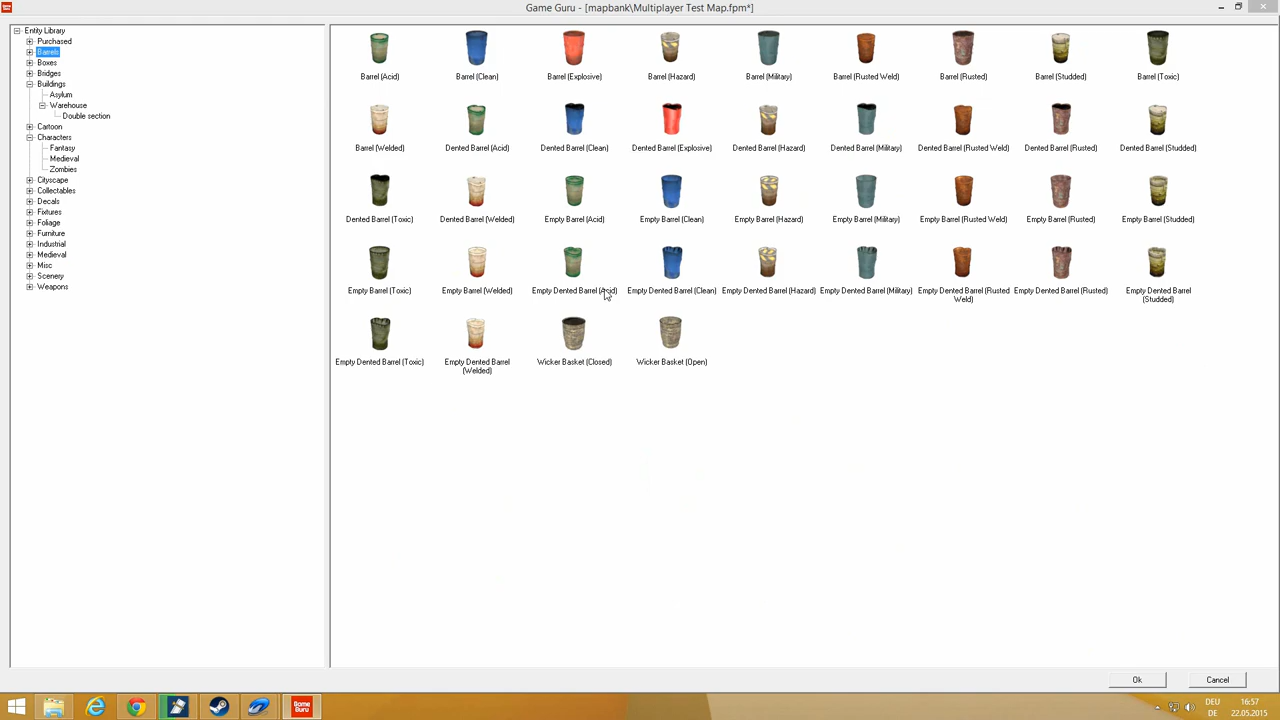 Game Guru - [mapbank\Multiplayer Test Map.fpm*]
Entity Library
Purchased
Barrels
Boxes
Bridges
Buildings
Asylum
Warehouse
Double section
Cartoon
Characters
Fantasy
Medieval
Zombies
Cityscape
Collectables
Decals
Fixtures
Foliage
Furniture
Industrial
Medieval
Misc
Scenery
Weapons
Barrel (Acid) Barrel (Clean) Barrel (Explosive) Barrel (Hazard) Barrel (Military) Barrel (Rusted Weld) Barrel (Rusted) Barrel (Studded) Barrel (Toxic)
Barrel (Welded) Dented Barrel (Acid) Dented Barrel (Clean) Dented Barrel (Explosive) Dented Barrel (Hazard) Dented Barrel (Military) Dented Barrel (Rusted Weld) Dented Barrel (Rusted) Dented Barrel (Studded)
Dented Barrel (Toxic) Dented Barrel (Welded) Empty Barrel (Acid) Empty Barrel (Clean) Empty Barrel (Hazard) Empty Barrel (Military) Empty Barrel (Rusted Weld) Empty Barrel (Rusted) Empty Barrel (Studded)
Empty Barrel (Toxic) Empty Barrel (Welded) Empty Dented Barrel (Acid) Empty Dented Barrel (Clean) Empty Dented Barrel (Hazard) Empty Dented Barrel (Military) Empty Dented Barrel (Rusted Empty Dented Barrel (Rusted) Empty Dented Barrel
Weld) (Studded)
Empty Dented Barrel (Toxic) Empty Dented Barrel Wicker Basket (Closed) Wicker Basket (Open)
(Welded)
Ok Cancel
GAME GURU
DEU 16:57
DE 22.05.2015